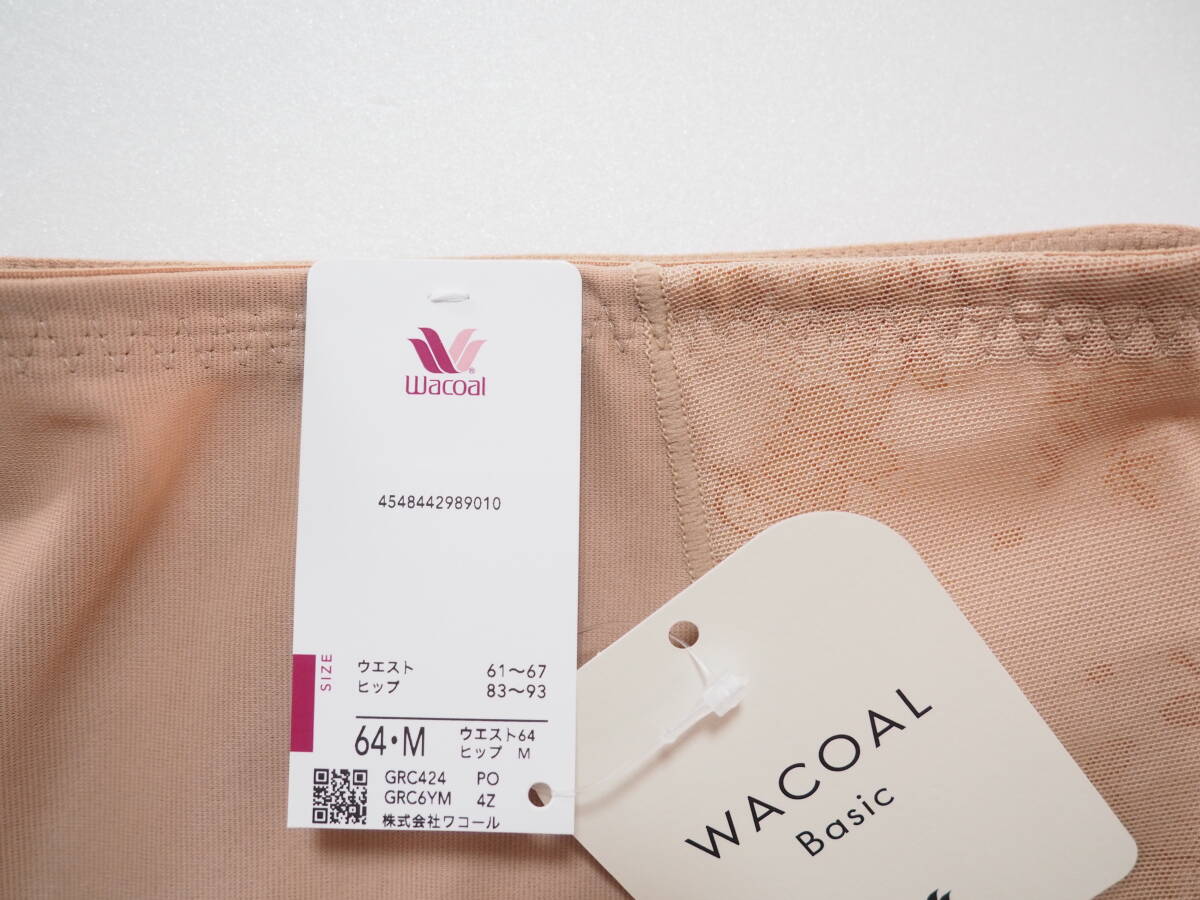 Wacoal
4548442989010
SIZE
ウエスト 61～67
ヒップ 83～93
64・M ウエスト64
ヒップ M
GRC424 PO
GRC6YM 4Z
株式会社ワコール
WACOAL
Basic